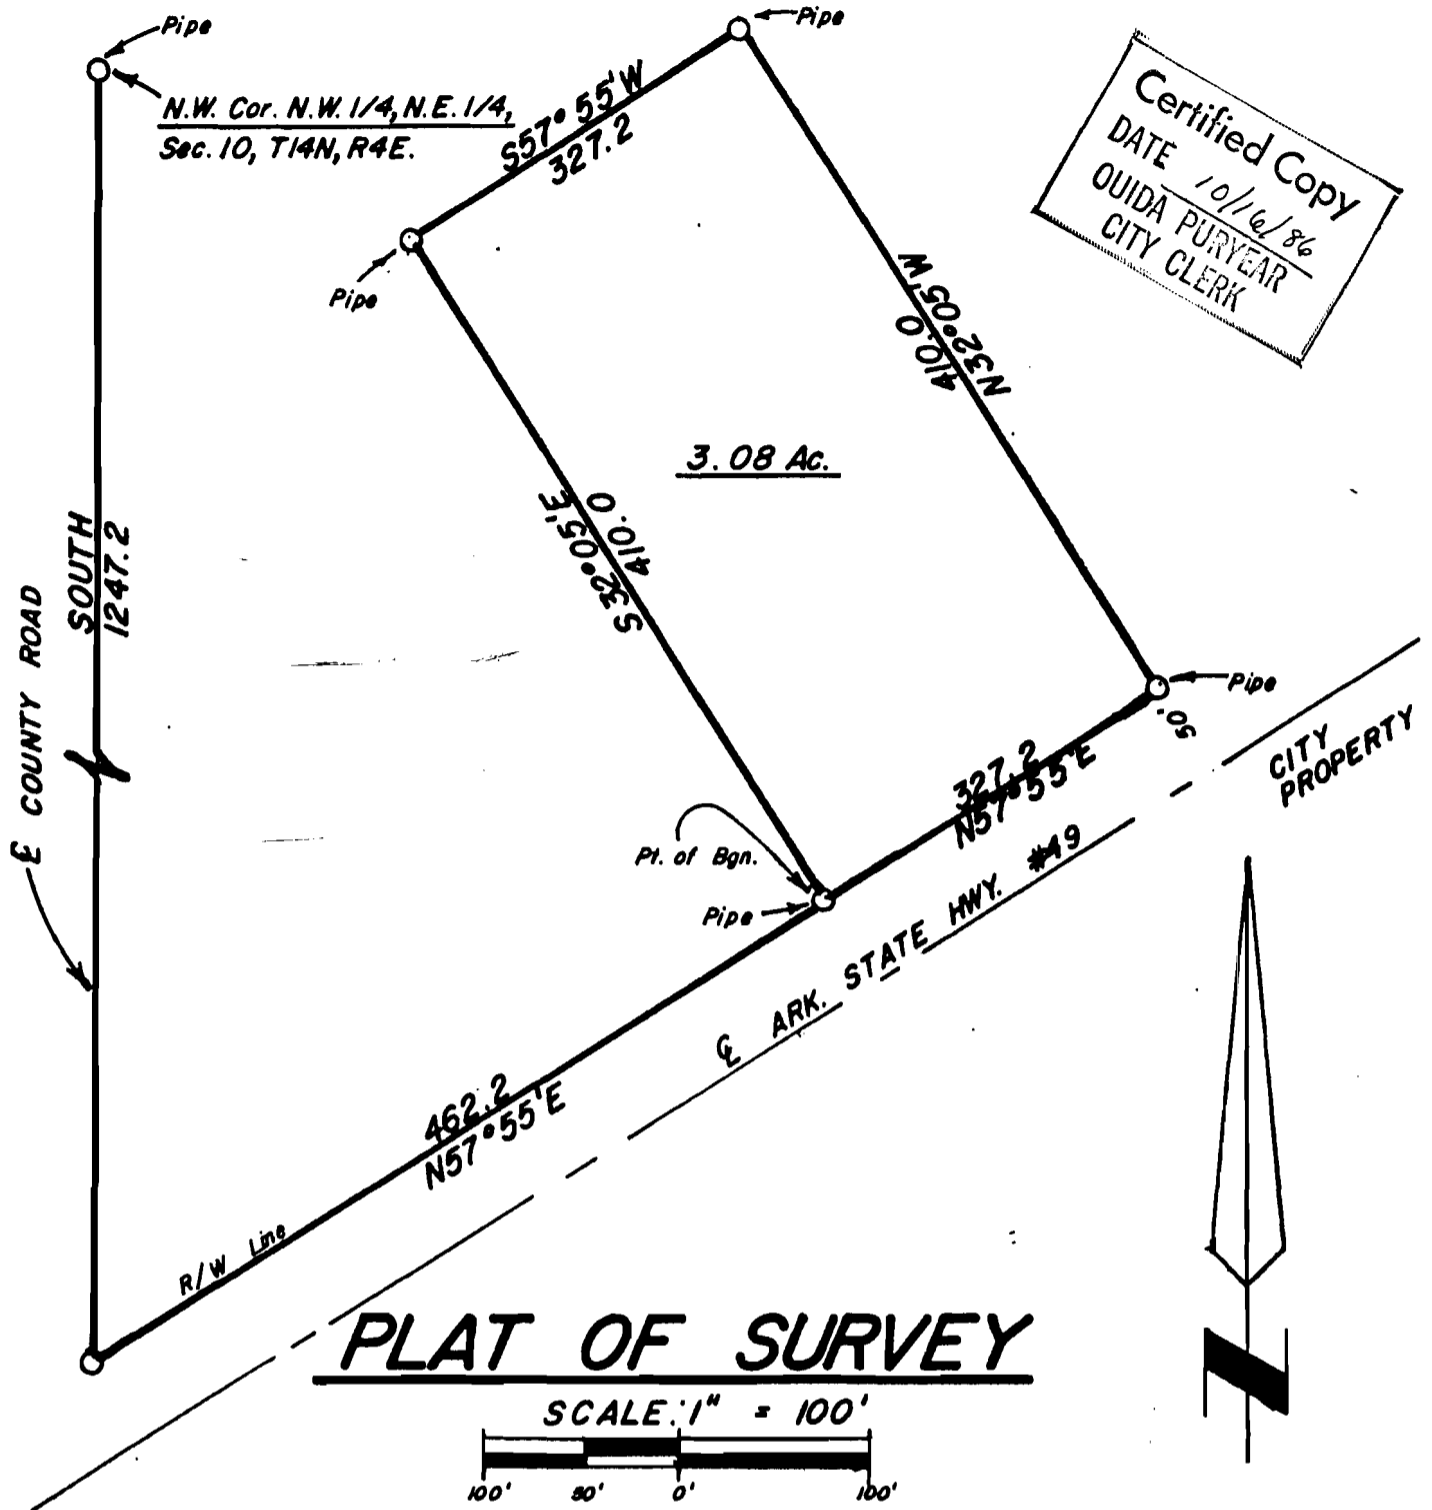 Pipe
Pipe
N.W. Cor. N.W. 1/4, N.E. 1/4,
Sec. 10, T14N, R4E.
S57° 55' W
327.2
Certified Copy
DATE 10/16/86
OUIDA PURYEAR
CITY CLERK
Pipe
N32°05' W
410.0
3.08 Ac.
S 32°05' E
410.0
SOUTH
1247.2
℄ COUNTY ROAD
Pipe
50'
CITY
PROPERTY
327.2
N57°55'E
Pt. of Bgn.
Pipe
℄ ARK. STATE HWY. #49
462.2
N57°55'E
R/W Line
PLAT OF SURVEY
SCALE: 1" = 100'
100' 50' 0' 100'